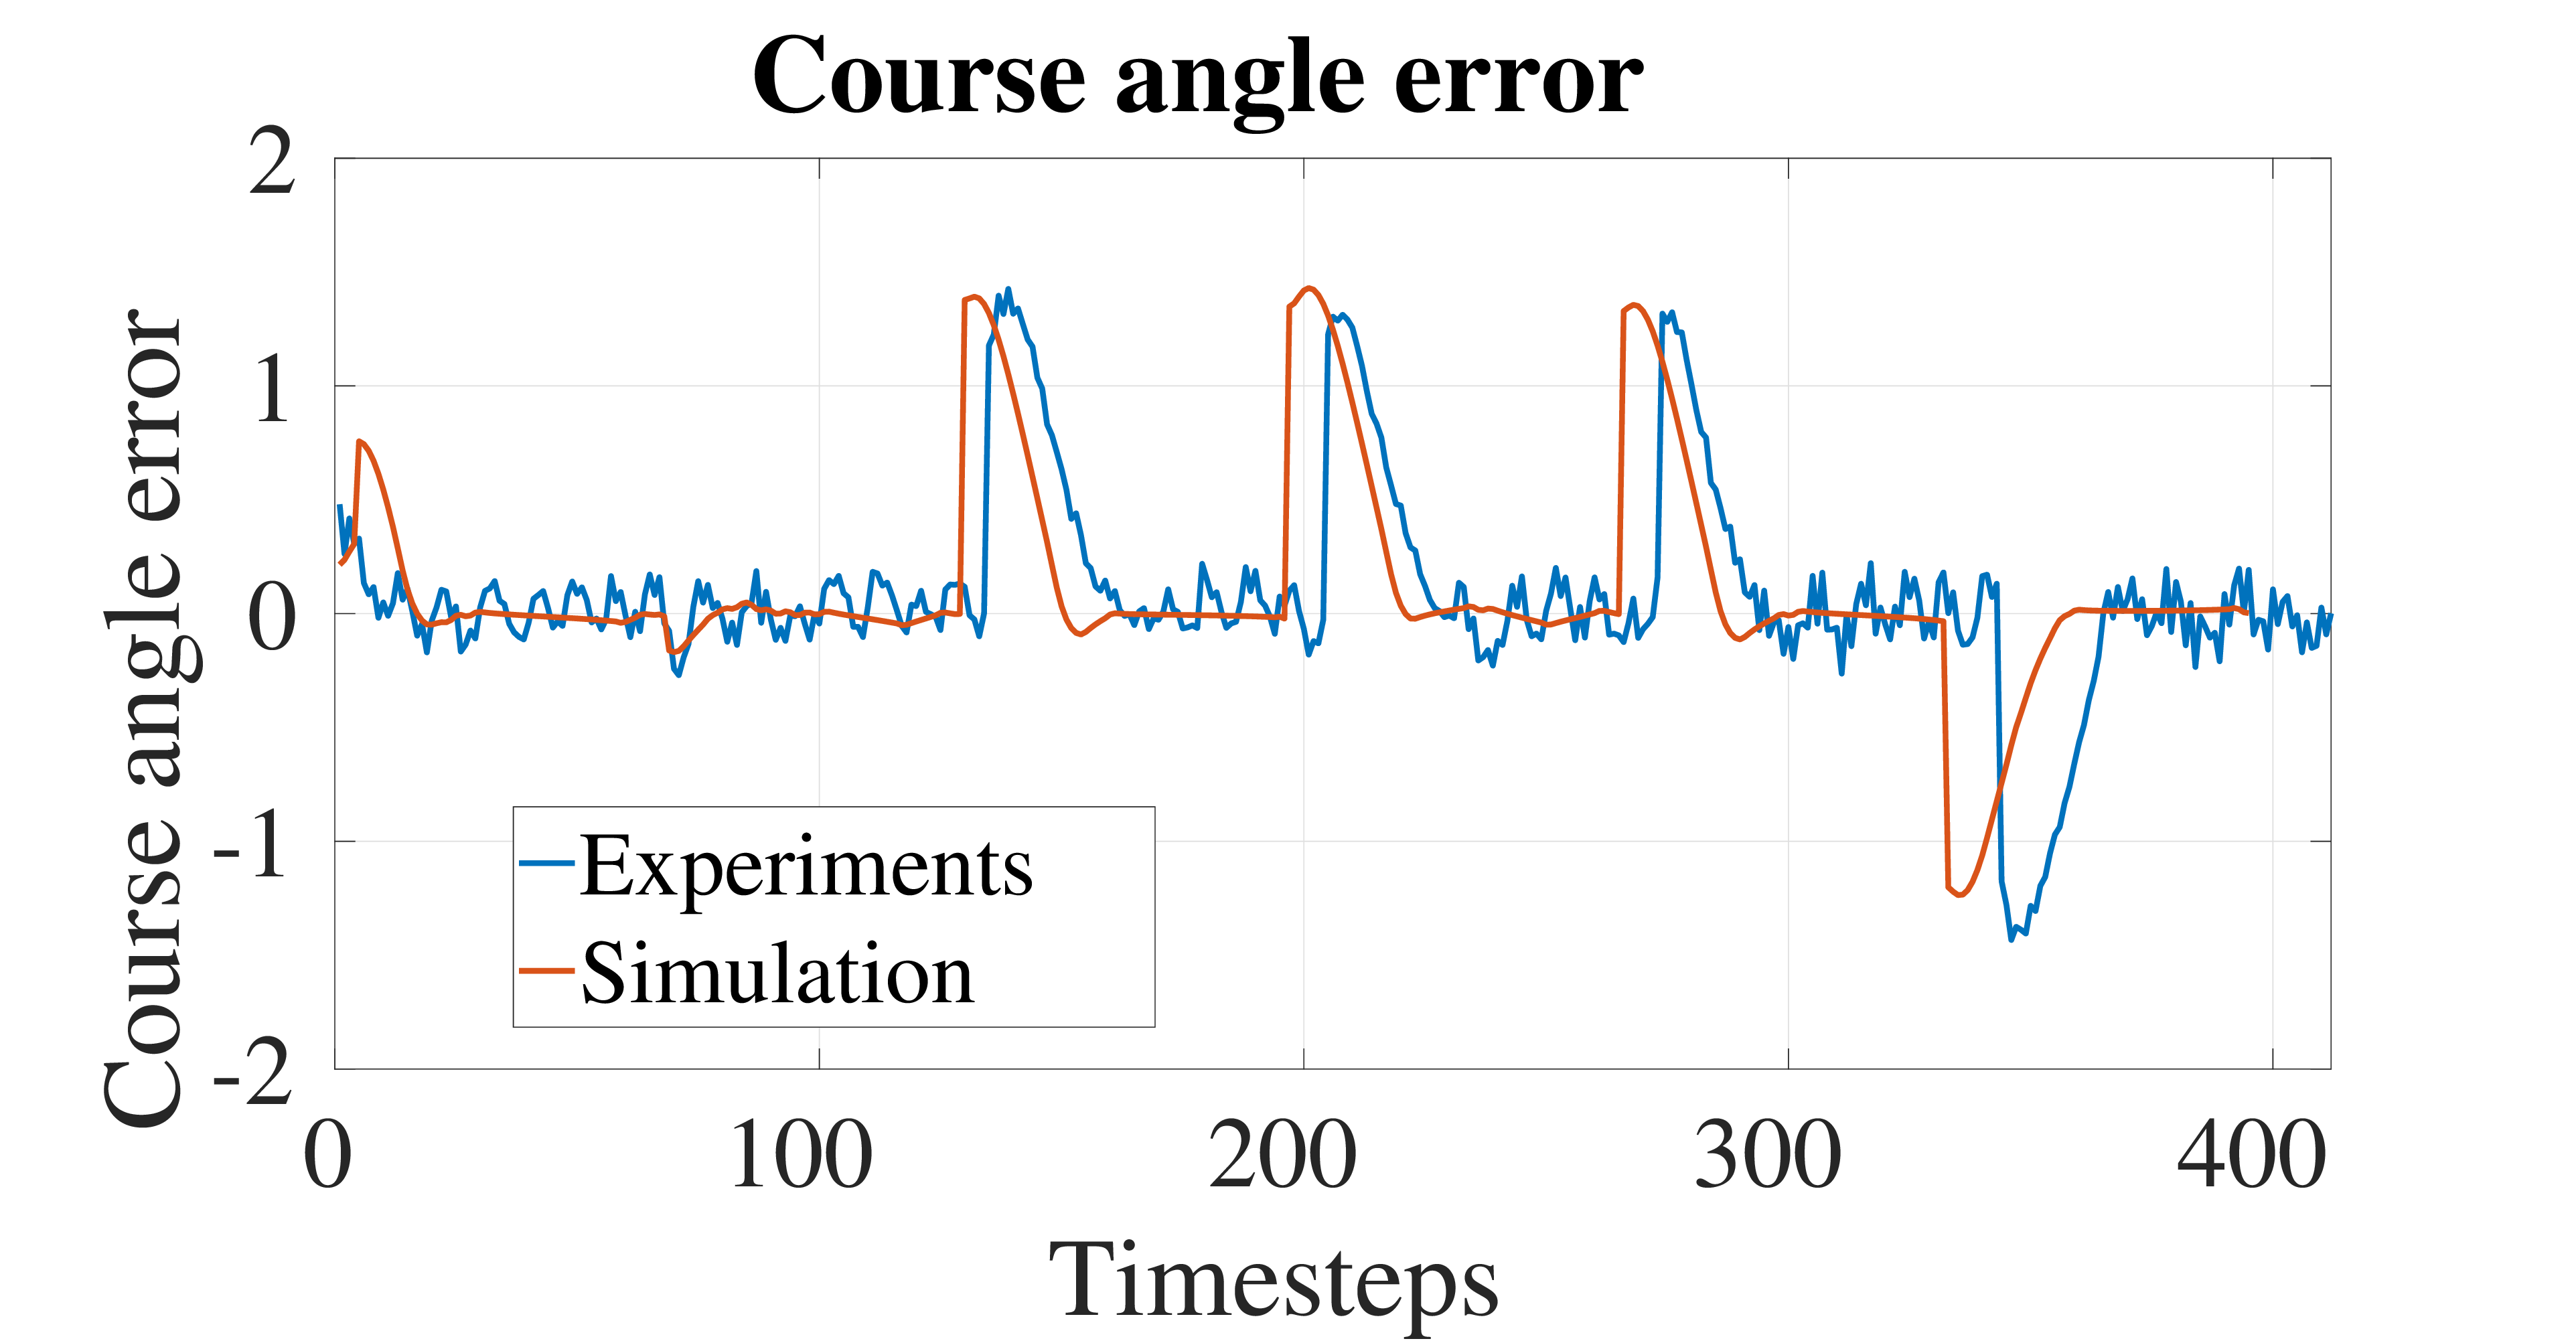 Course angle error
2
1
0
-1
-2
Course angle error
Experiments
Simulation
0 100 200 300 400
Timesteps